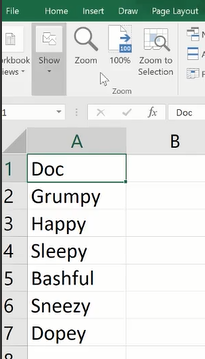 File Home Insert Draw Page Layout
Show Zoom 100% Zoom to Selection
Zoom
fx Doc
A B
1 Doc
2 Grumpy
3 Happy
4 Sleepy
5 Bashful
6 Sneezy
7 Dopey